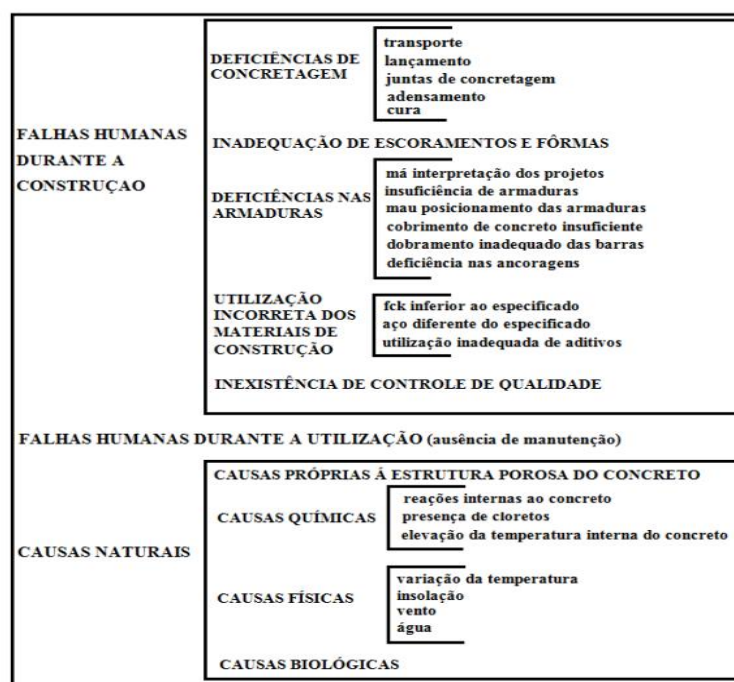 FALHAS HUMANAS
DURANTE A
CONSTRUÇAO
DEFICIÊNCIAS DE
CONCRETAGEM
transporte
lançamento
juntas de concretagem
adensamento
cura
INADEQUAÇÃO DE ESCORAMENTOS E FÔRMAS
DEFICIÊNCIAS NAS
ARMADURAS
má interpretação dos projetos
insuficiência de armaduras
mau posicionamento das armaduras
cobrimento de concreto insuficiente
dobramento inadequado das barras
deficiência nas ancoragens
UTILIZAÇÃO
INCORRETA DOS
MATERIAIS DE
CONSTRUÇÃO
fck inferior ao especificado
aço diferente do especificado
utilização inadequada de aditivos
INEXISTÊNCIA DE CONTROLE DE QUALIDADE
FALHAS HUMANAS DURANTE A UTILIZAÇÃO (ausência de manutenção)
CAUSAS NATURAIS
CAUSAS PRÓPRIAS Á ESTRUTURA POROSA DO CONCRETO
CAUSAS QUÍMICAS
reações internas ao concreto
presença de cloretos
elevação da temperatura interna do concreto
CAUSAS FÍSICAS
variação da temperatura
insolação
vento
água
CAUSAS BIOLÓGICAS